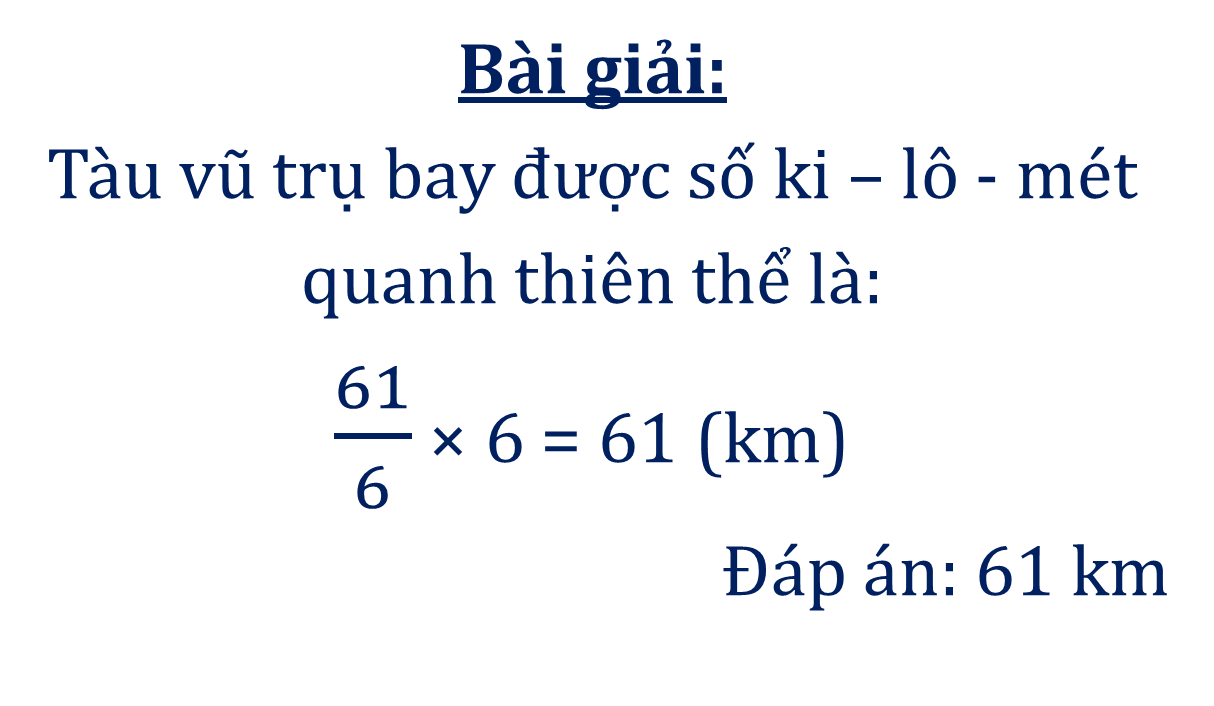 Bài giải:
Tàu vũ trụ bay được số ki – lô - mét
quanh thiên thể là:
61/6 × 6 = 61 (km)
Đáp án: 61 km